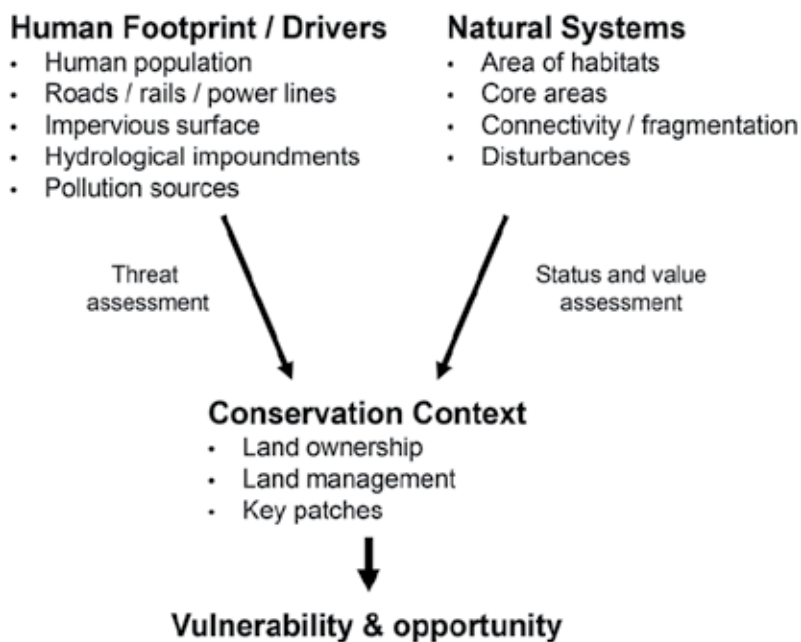 Human Footprint / Drivers
• Human population
• Roads / rails / power lines
• Impervious surface
• Hydrological impoundments
• Pollution sources
Natural Systems
• Area of habitats
• Core areas
• Connectivity / fragmentation
• Disturbances
Threat
assessment
Status and value
assessment
Conservation Context
• Land ownership
• Land management
• Key patches
Vulnerability & opportunity